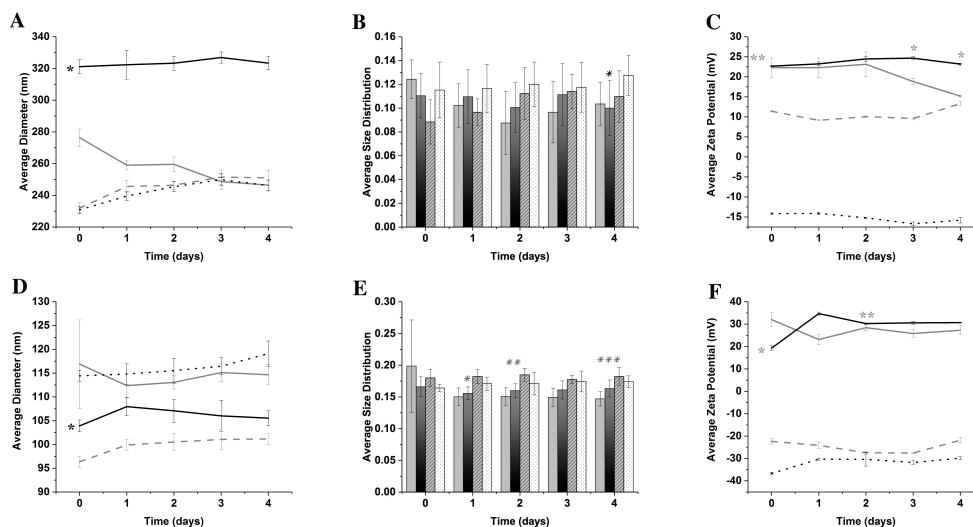 A
340
320
300
280
260
240
220
Average Diameter (nm)
*
0 1 2 3 4
Time (days)
B
0.16
0.14
0.12
0.10
0.08
0.06
0.04
0.02
0.00
Average Size Distribution
*
0 1 2 3 4
Time (days)
C
25
20
15
10
5
0
-5
-10
-15
Average Zeta Potential (mV)
** * *
0 1 2 3 4
Time (days)
D
130
125
120
115
110
105
100
95
90
Average Diameter (nm)
*
0 1 2 3 4
Time (days)
E
0.30
0.25
0.20
0.15
0.10
0.05
0.00
Average Size Distribution
* ** ***
0 1 2 3 4
Time (days)
F
40
30
20
10
0
-10
-20
-30
-40
Average Zeta Potential (mV)
* **
0 1 2 3 4
Time (days)